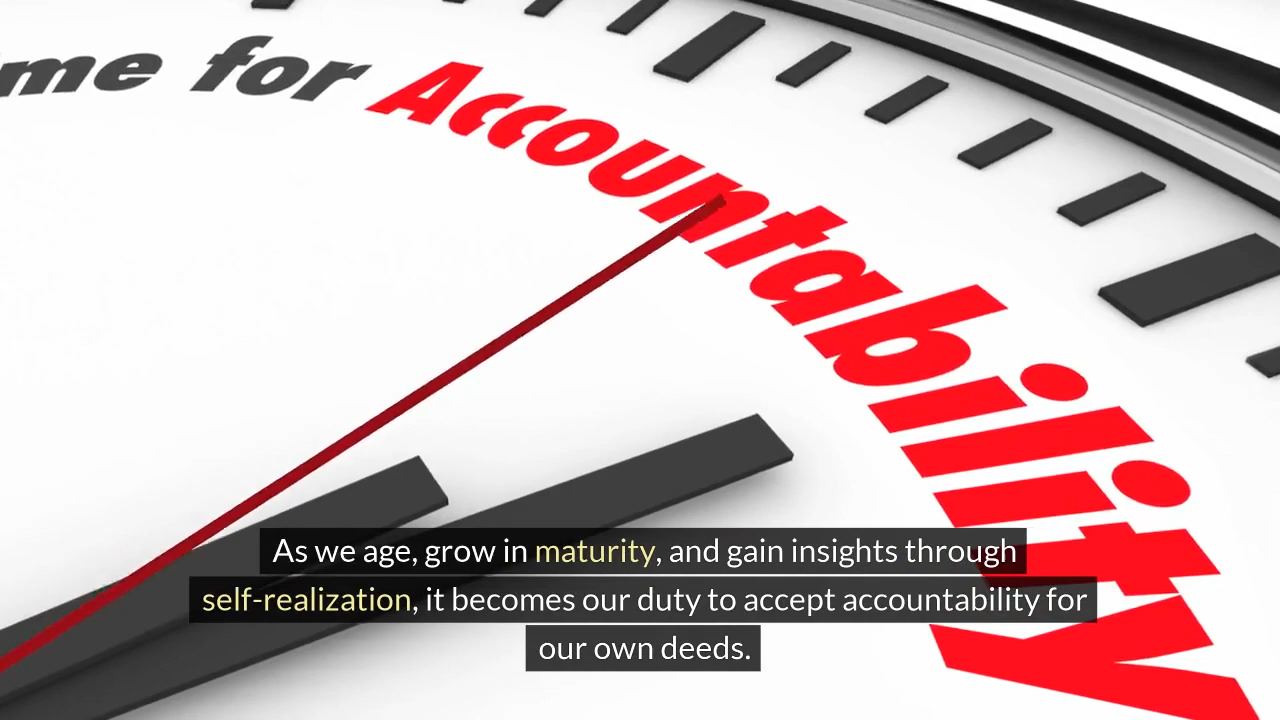 me for Accountability
As we age, grow in maturity, and gain insights through
self-realization, it becomes our duty to accept accountability for
our own deeds.